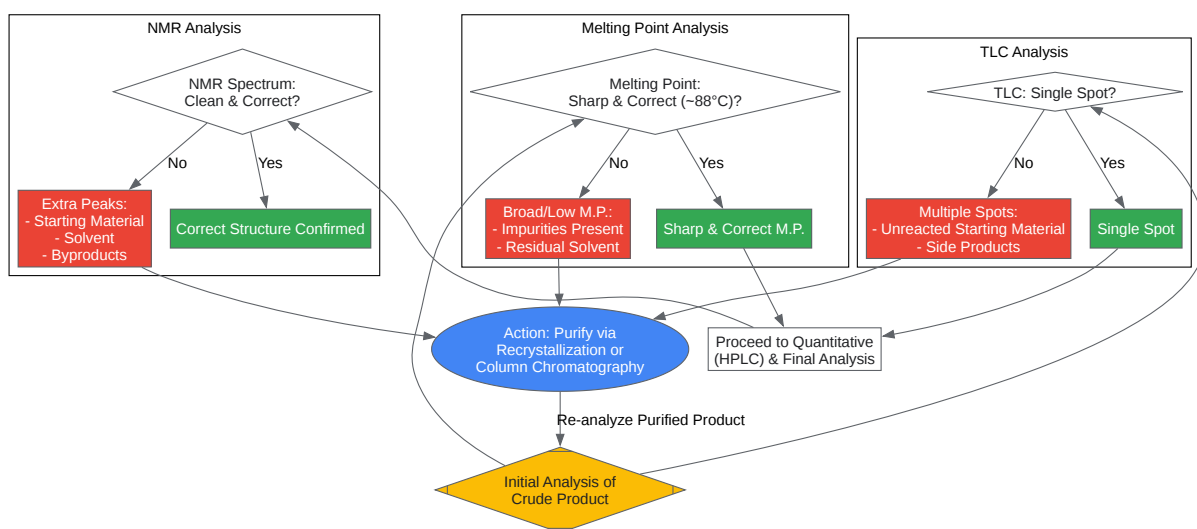 NMR Analysis
NMR Spectrum:
Clean & Correct?
No
Yes
Extra Peaks:
- Starting Material
- Solvent
- Byproducts
Correct Structure Confirmed
Melting Point Analysis
Melting Point:
Sharp & Correct (~88°C)?
No
Yes
Broad/Low M.P.:
- Impurities Present
- Residual Solvent
Sharp & Correct M.P.
TLC Analysis
TLC: Single Spot?
No
Yes
Multiple Spots:
- Unreacted Starting Material
- Side Products
Single Spot
Action: Purify via
Recrystallization or
Column Chromatography
Proceed to Quantitative
(HPLC) & Final Analysis
Re-analyze Purified Product
Initial Analysis of
Crude Product